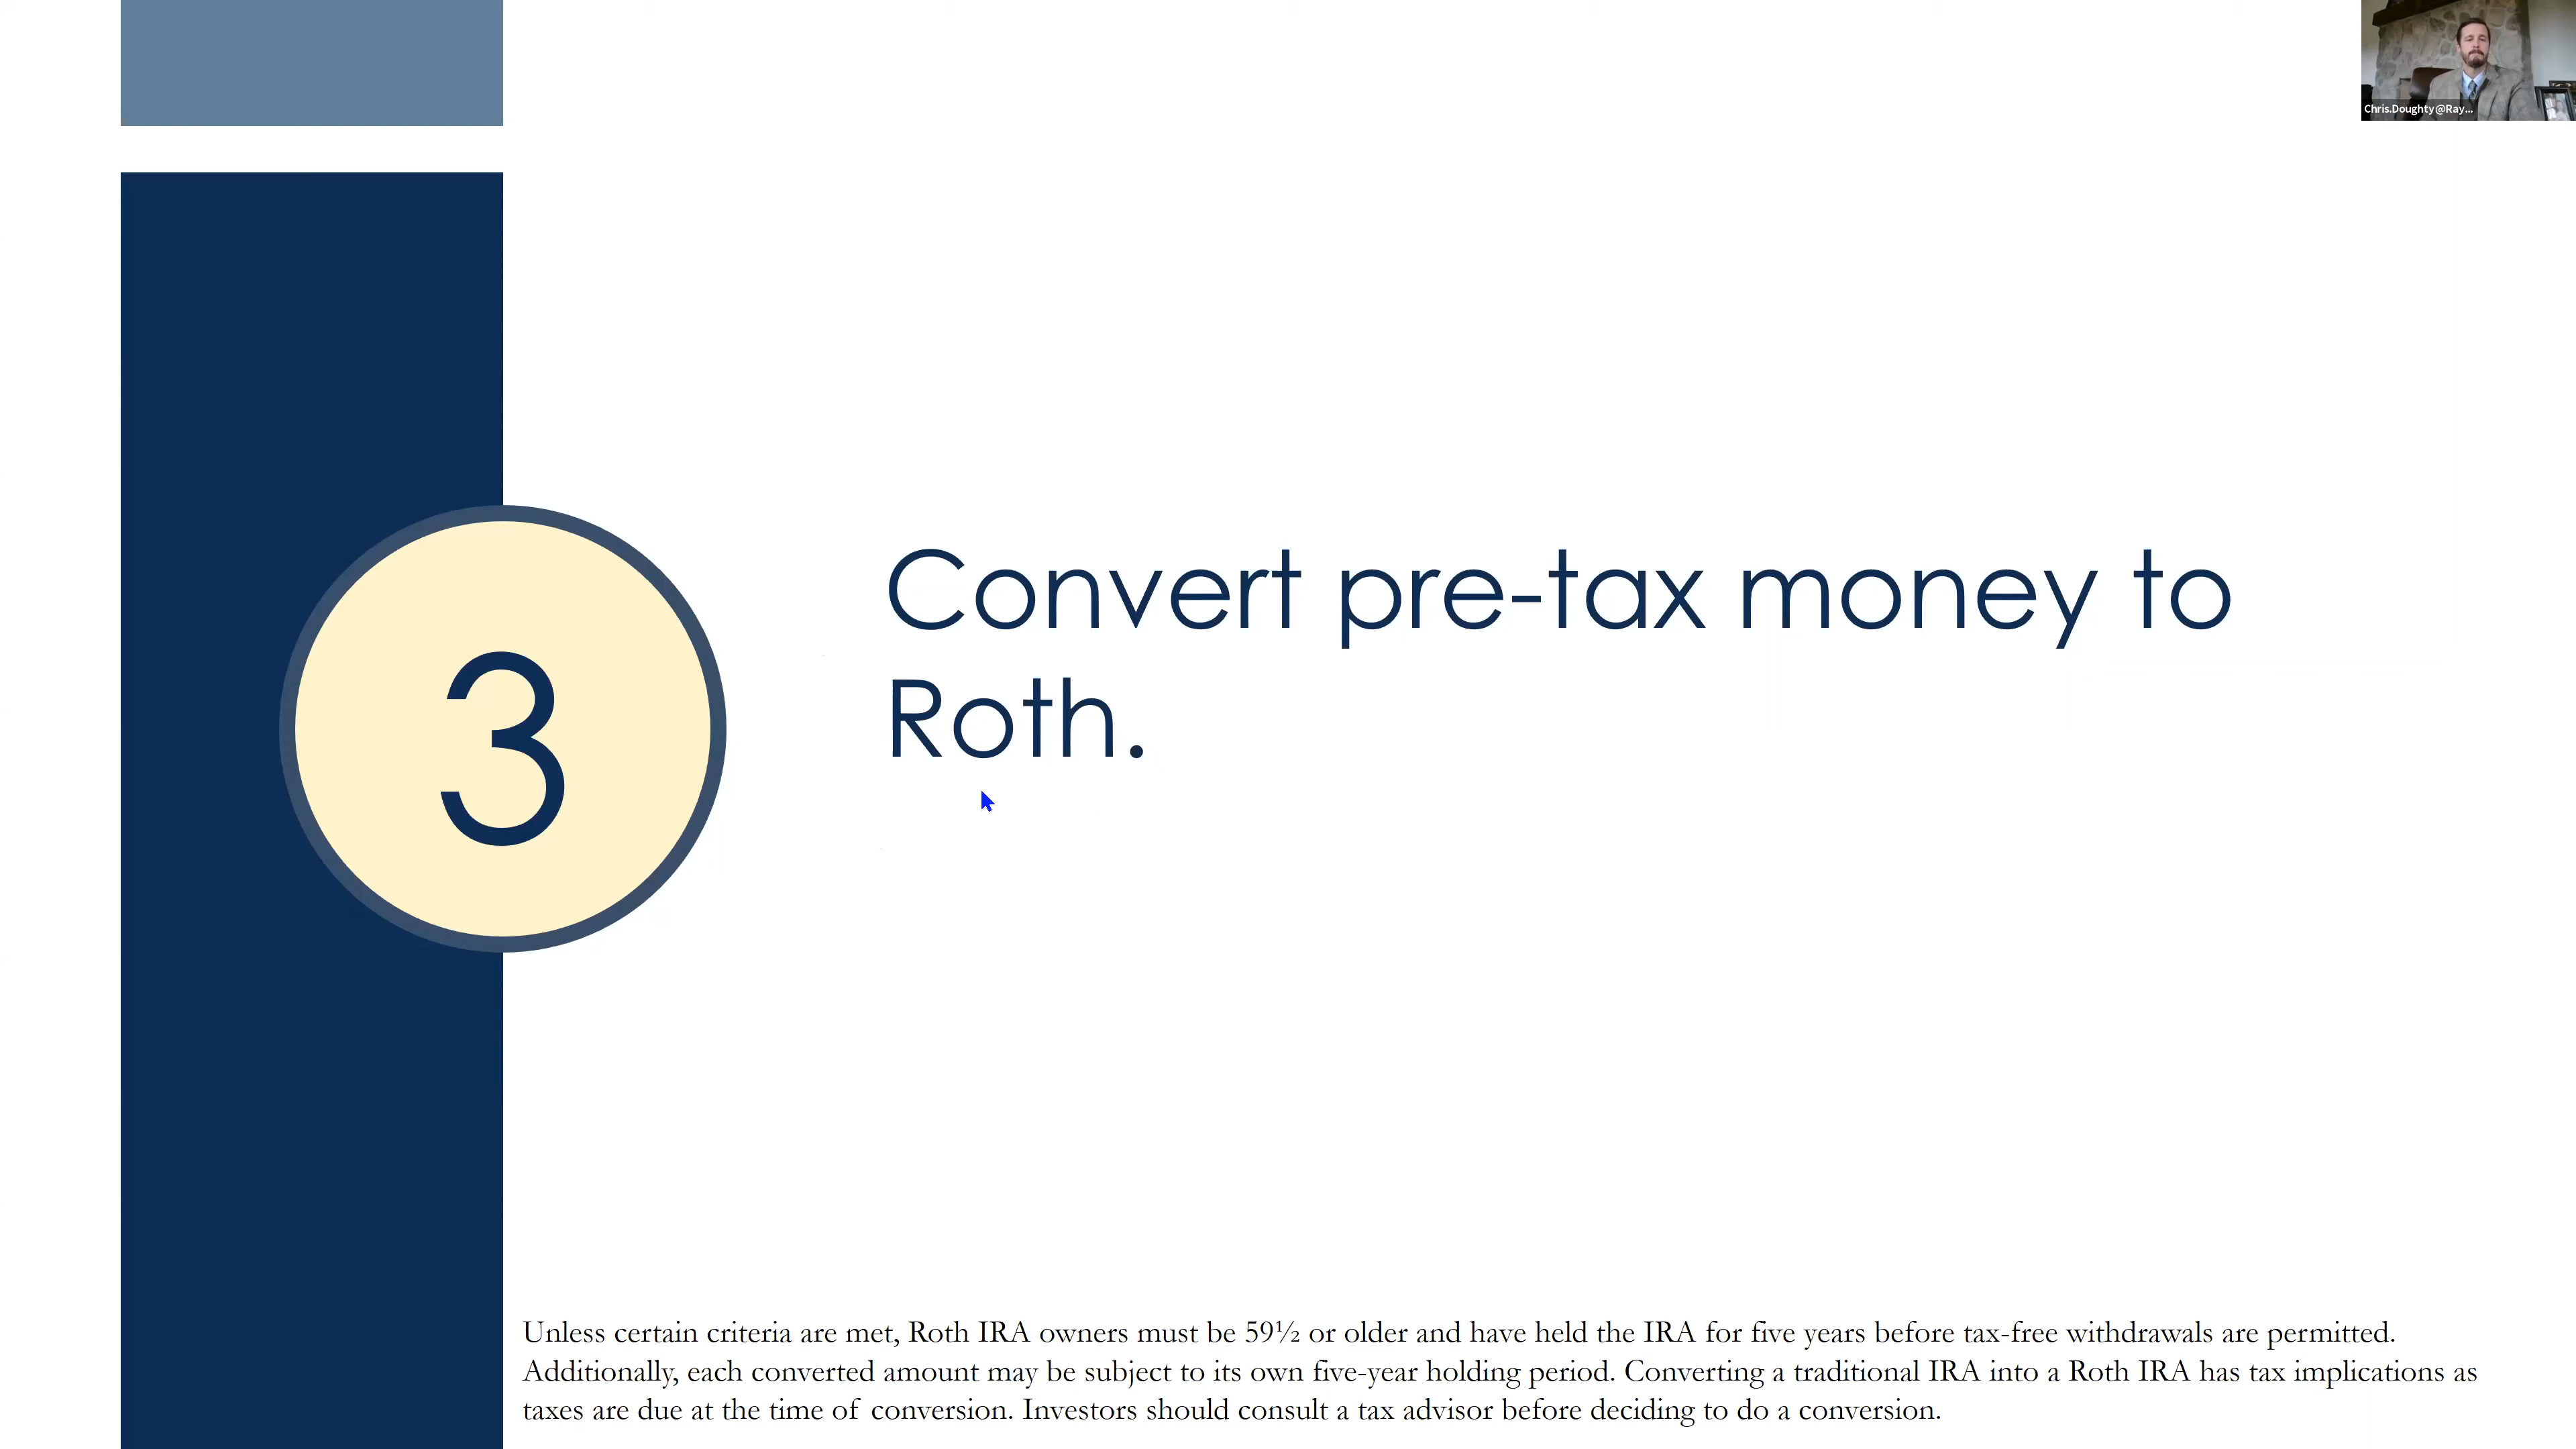 Chris.Doughty@Ray...
3
Convert pre-tax money to
Roth.
Unless certain criteria are met, Roth IRA owners must be 59½ or older and have held the IRA for five years before tax-free withdrawals are permitted.
Additionally, each converted amount may be subject to its own five-year holding period. Converting a traditional IRA into a Roth IRA has tax implications as
taxes are due at the time of conversion. Investors should consult a tax advisor before deciding to do a conversion.